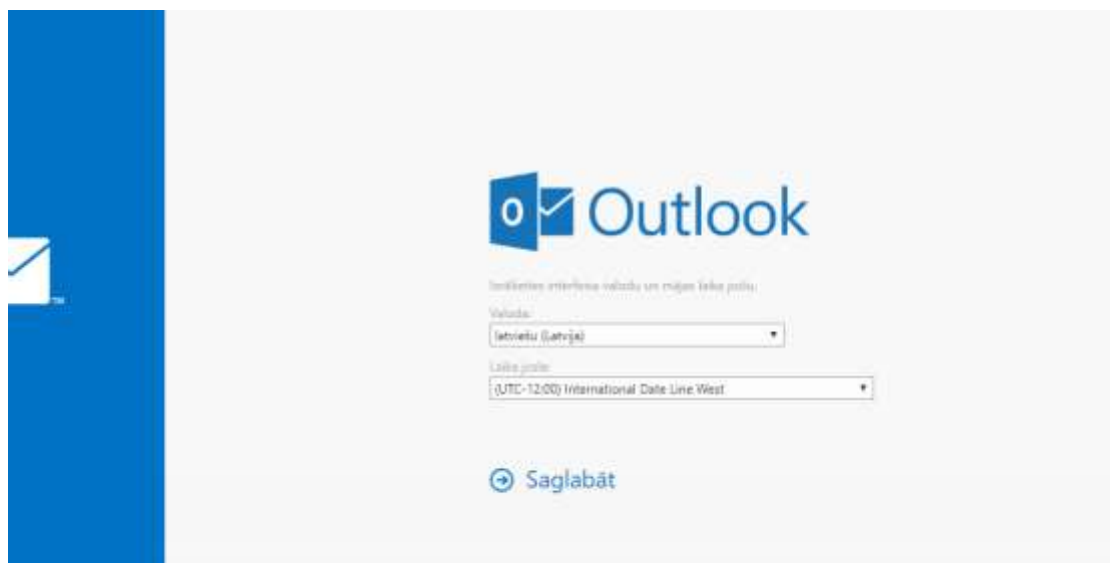 Outlook
Izvēlieties interfeisa valodu un mājas laika joslu.
Valoda:
latviešu (Latvija)
Laika josla:
(UTC-12:00) International Date Line West
Saglabāt